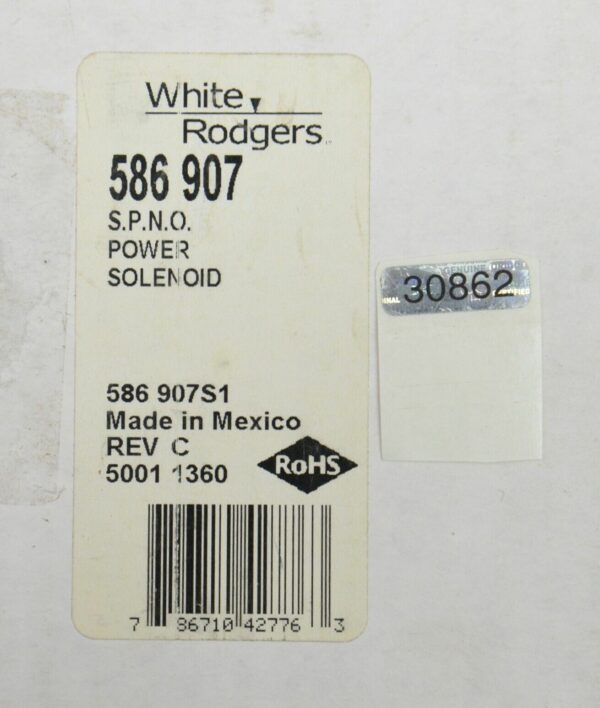 White
Rodgers
586 907
S.P.N.O.
POWER
SOLENOID
GENUINE
30862
586 907S1
Made in Mexico
REV C
5001 1360
RoHS
7 86710 42776 3